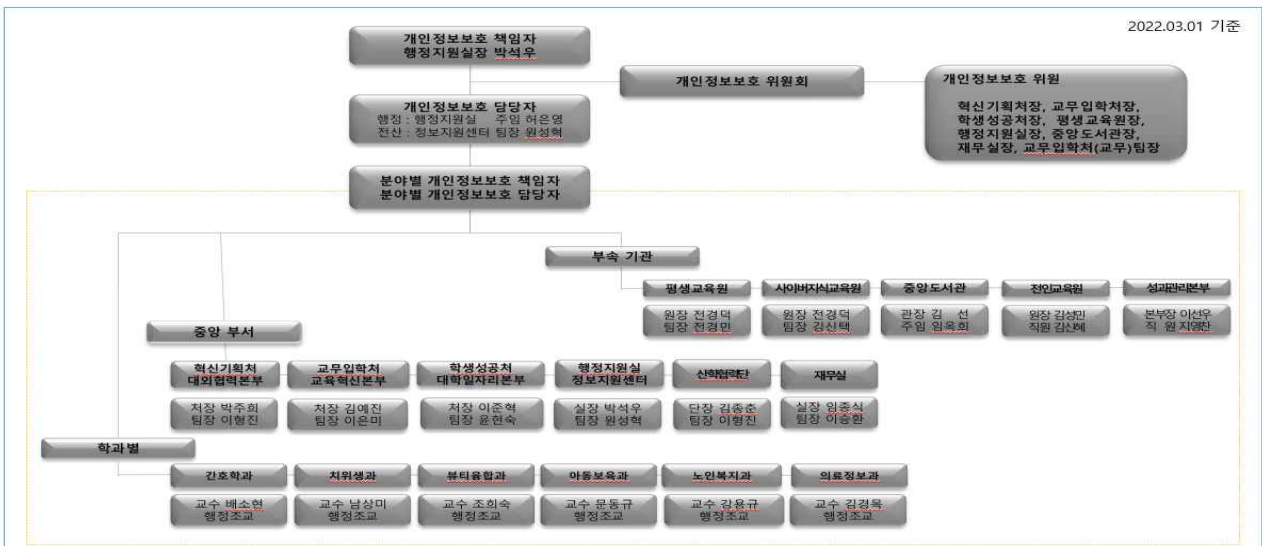 2022.03.01 기준
개인정보보호 책임자
행정지원실장 박석우
개인정보보호 위원회
개인정보보호 위원
혁신기획처장, 교무입학처장,
학생성공처장, 평생교육원장,
행정지원실장, 중앙도서관장,
재무실장, 교무입학처(교무)팀장
개인정보보호 담당자
행정 : 행정지원실 주임 허은영
전산 : 정보지원센터 팀장 원성혁
분야별 개인정보보호 책임자
분야별 개인정보보호 담당자
부속 기관
평생교육원
원장 전경덕
팀장 전경민
사이버지식교육원
원장 전경덕
팀장 김신택
중앙도서관
관장 김 선
주임 임옥희
전인교육원
원장 김성민
직원 김신혜
성과관리본부
본부장 이선우
직 원 지영찬
중앙 부서
혁신기획처
대외협력본부
처장 박주희
팀장 이형진
교무입학처
교육혁신본부
처장 김예진
팀장 이은미
학생성공처
대학일자리본부
처장 이준혁
팀장 윤현숙
행정지원실
정보지원센터
실장 박석우
팀장 원성혁
산학협력단
단장 김종춘
팀장 이형진
재무실
실장 임종식
팀장 이승환
학과별
간호학과
교수 배소현
행정조교
치위생과
교수 남상미
행정조교
뷰티융합과
교수 조희숙
행정조교
아동보육과
교수 문동규
행정조교
노인복지과
교수 강용규
행정조교
의료정보과
교수 김경목
행정조교